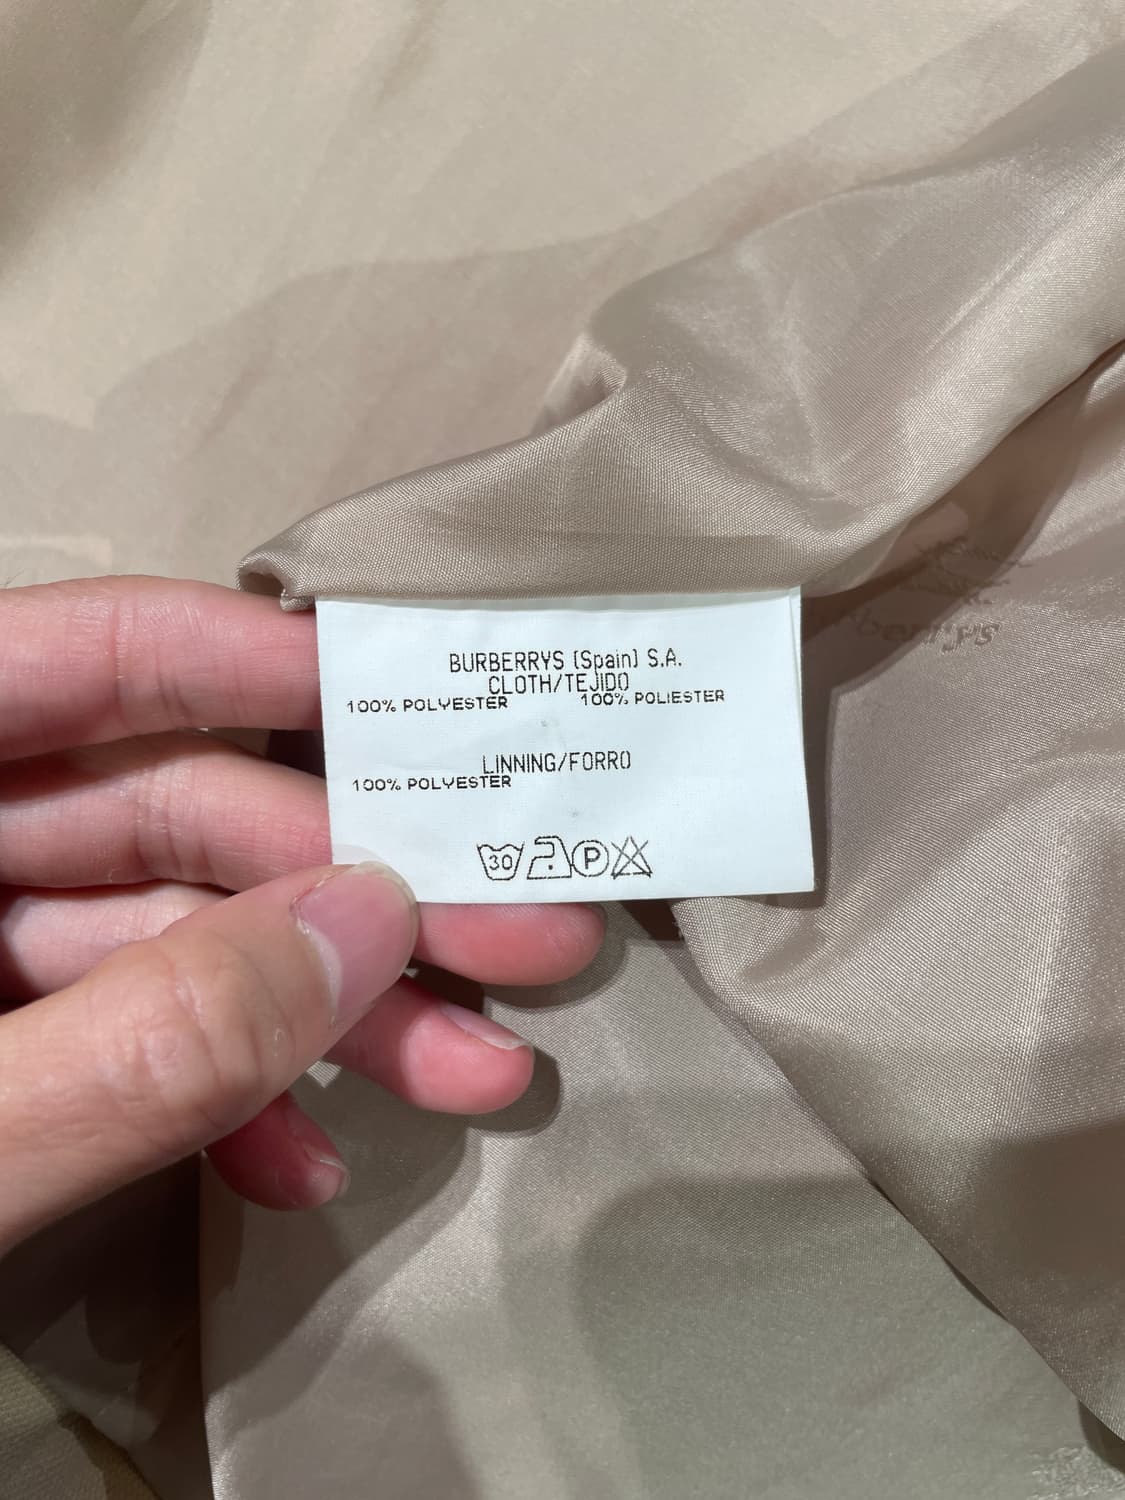 BURBERRYS (Spain) S.A.
CLOTH/TEJIDO
100% POLYESTER 100% POLIESTER
LINNING/FORRO
100% POLYESTER
30 P